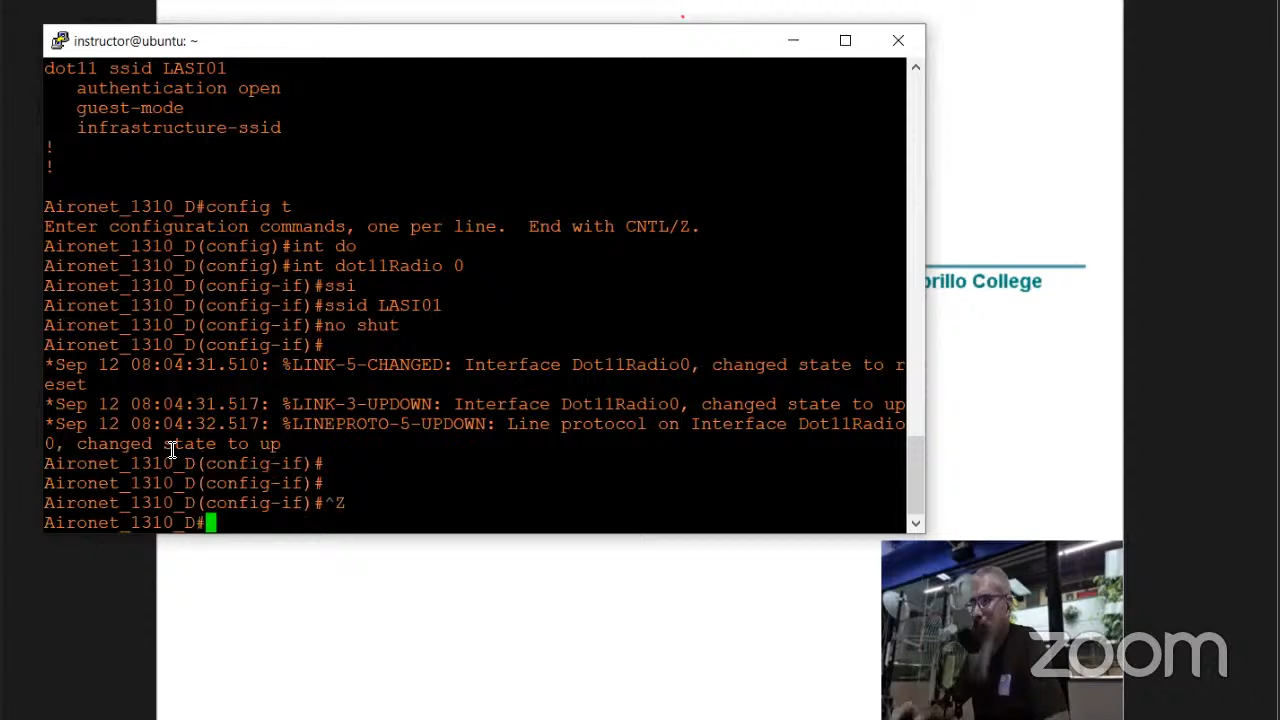 instructor@ubuntu: ~
dot11 ssid LASI01
   authentication open
   guest-mode
   infrastructure-ssid
!
!
Aironet_1310_D#config t
Enter configuration commands, one per line.  End with CNTL/Z.
Aironet_1310_D(config)#int do
Aironet_1310_D(config)#int dot11Radio 0
Aironet_1310_D(config-if)#ssi
Aironet_1310_D(config-if)#ssid LASI01
Aironet_1310_D(config-if)#no shut
Aironet_1310_D(config-if)#
*Sep 12 08:04:31.510: %LINK-5-CHANGED: Interface Dot11Radio0, changed state to r
eset
*Sep 12 08:04:31.517: %LINK-3-UPDOWN: Interface Dot11Radio0, changed state to up
*Sep 12 08:04:32.517: %LINEPROTO-5-UPDOWN: Line protocol on Interface Dot11Radio
0, changed state to up
Aironet_1310_D(config-if)#
Aironet_1310_D(config-if)#
Aironet_1310_D(config-if)#^Z
Aironet_1310_D#
brillo College
zoom